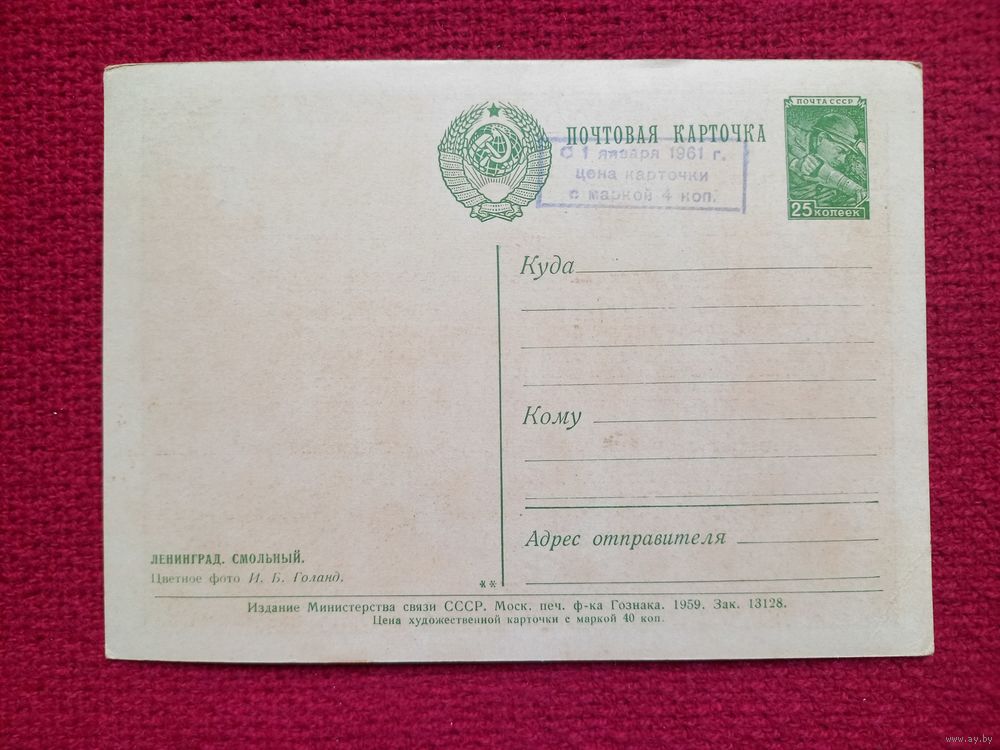 ПОЧТА СССР
ПОЧТОВАЯ КАРТОЧКА
С 1 января 1961 г.
цена карточки
с маркой 4 коп.
25 копеек
Куда
Кому
Адрес отправителя
ЛЕНИНГРАД. СМОЛЬНЫЙ.
Цветное фото И. Б. Голанд.
**
Издание Министерства связи СССР. Моск. печ. ф-ка Гознака. 1959. Зак. 13128.
Цена художественной карточки с маркой 40 коп.
www.ay.by